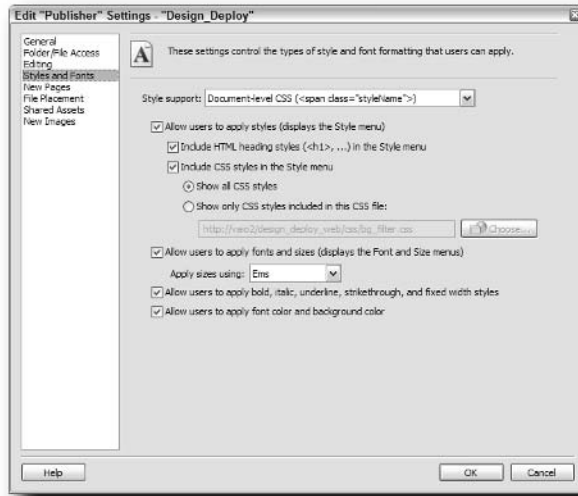 Edit "Publisher" Settings - "Design_Deploy"
General
Folder/File Access
Editing
Styles and Fonts
New Pages
File Placement
Shared Assets
New Images
These settings control the types of style and font formatting that users can apply.
Style support: Document-level CSS (<span class="styleName">)
Allow users to apply styles (displays the Style menu)
Include HTML heading styles (<h1>, ...) in the Style menu
Include CSS styles in the Style menu
Show all CSS styles
Show only CSS styles included in this CSS file:
http://vaio2/design_deploy_web/css/bg_filter.css Choose...
Allow users to apply fonts and sizes (displays the Font and Size menus)
Apply sizes using: Ems
Allow users to apply bold, italic, underline, strikethrough, and fixed width styles
Allow users to apply font color and background color
Help OK Cancel